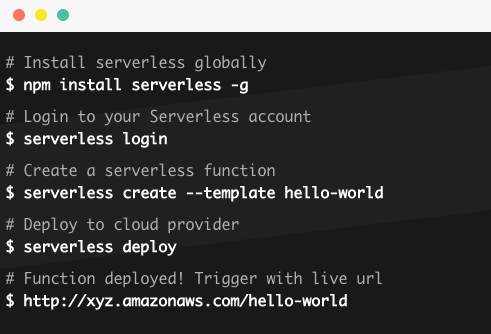 # Install serverless globally
$ npm install serverless -g
# Login to your Serverless account
$ serverless login
# Create a serverless function
$ serverless create --template hello-world
# Deploy to cloud provider
$ serverless deploy
# Function deployed! Trigger with live url
$ http://xyz.amazonaws.com/hello-world